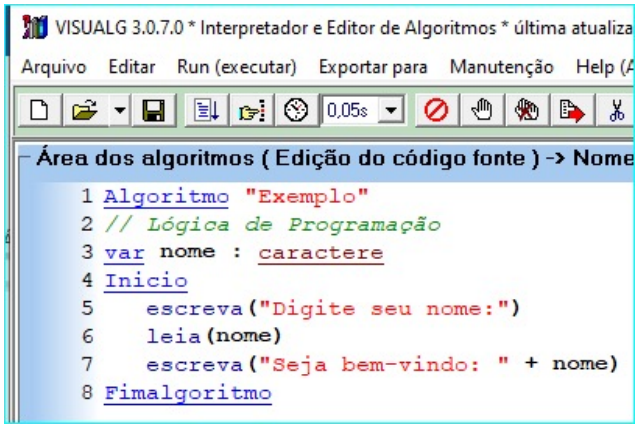 VISUALG 3.0.7.0 * Interpretador e Editor de Algoritmos * última atualiza
Arquivo Editar Run (executar) Exportar para Manutenção Help (A
0,05s
Área dos algoritmos ( Edição do código fonte ) -> Nome
1 Algoritmo "Exemplo"
2 // Lógica de Programação
3 var nome : caractere
4 Inicio
5 escreva("Digite seu nome:")
6 leia(nome)
7 escreva("Seja bem-vindo: " + nome)
8 Fimalgoritmo